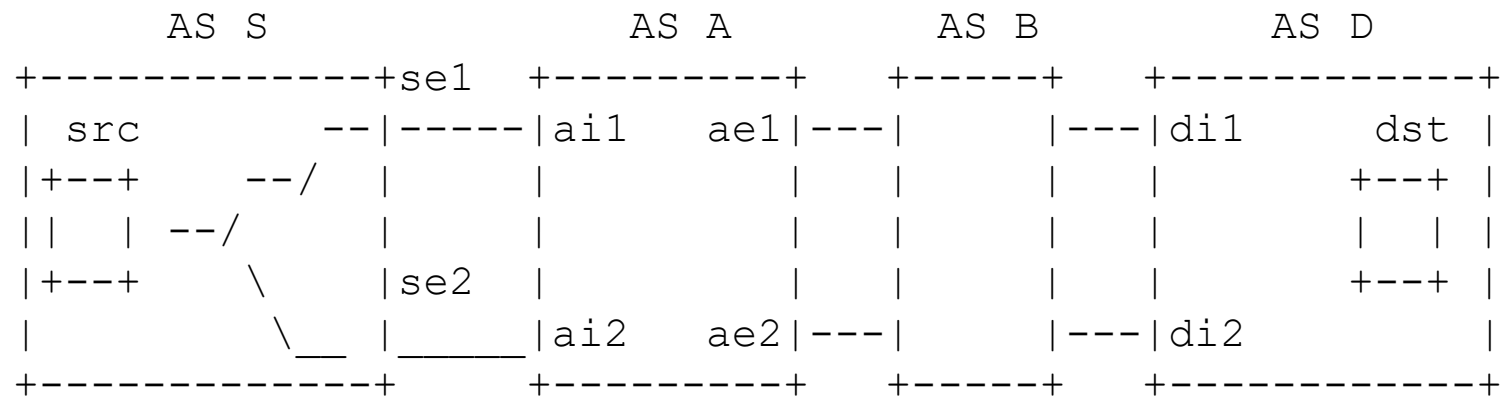 AS S AS A AS B AS D
+-------------+se1 +---------+ +-----+ +------------+
| src --|-----|ai1 ae1|---| |---|di1 dst |
|+--+ --/ | | | | | | +--+ |
|| | --/ | | | | | | | | |
|+--+ \ |se2 | | | | | +--+ |
| \__ |_____|ai2 ae2|---| |---|di2 |
+-------------+ +---------+ +-----+ +------------+